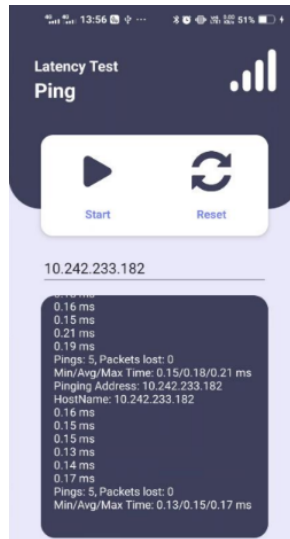 13:56
51%
Latency Test
Ping
Start
Reset
10.242.233.182
0.16 ms
0.15 ms
0.21 ms
0.19 ms
Pings: 5, Packets lost: 0
Min/Avg/Max Time: 0.15/0.18/0.21 ms
Pinging Address: 10.242.233.182
HostName: 10.242.233.182
0.16 ms
0.15 ms
0.15 ms
0.13 ms
0.14 ms
0.17 ms
Pings: 5, Packets lost: 0
Min/Avg/Max Time: 0.13/0.15/0.17 ms